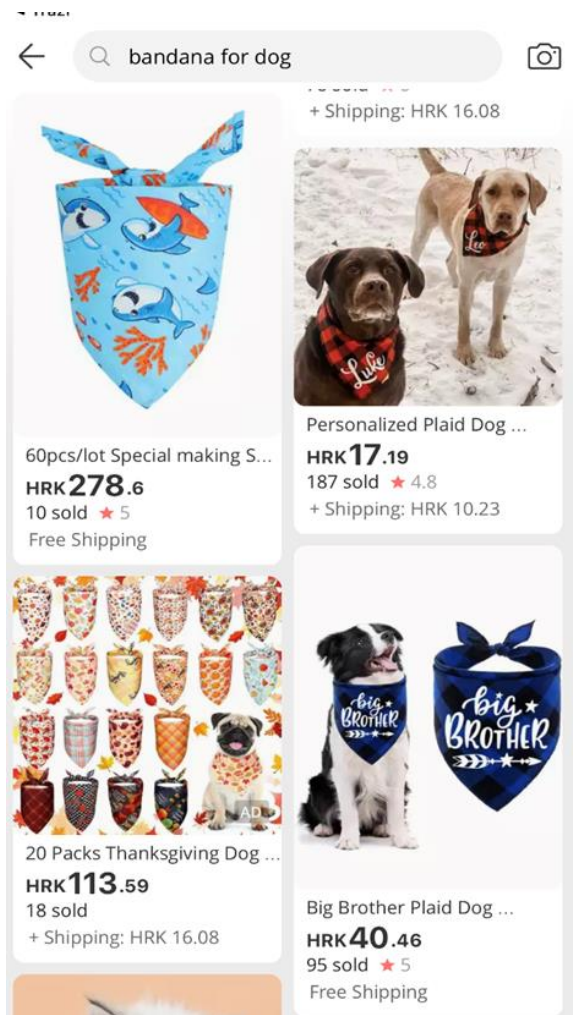 bandana for dog
+ Shipping: HRK 16.08
Leo
Luke
Personalized Plaid Dog ...
HRK17.19
187 sold ★ 4.8
+ Shipping: HRK 10.23
60pcs/lot Special making S...
HRK278.6
10 sold ★ 5
Free Shipping
AD
20 Packs Thanksgiving Dog ...
HRK113.59
18 sold
+ Shipping: HRK 16.08
big
BROTHER
big
BROTHER
Big Brother Plaid Dog ...
HRK40.46
95 sold ★ 5
Free Shipping